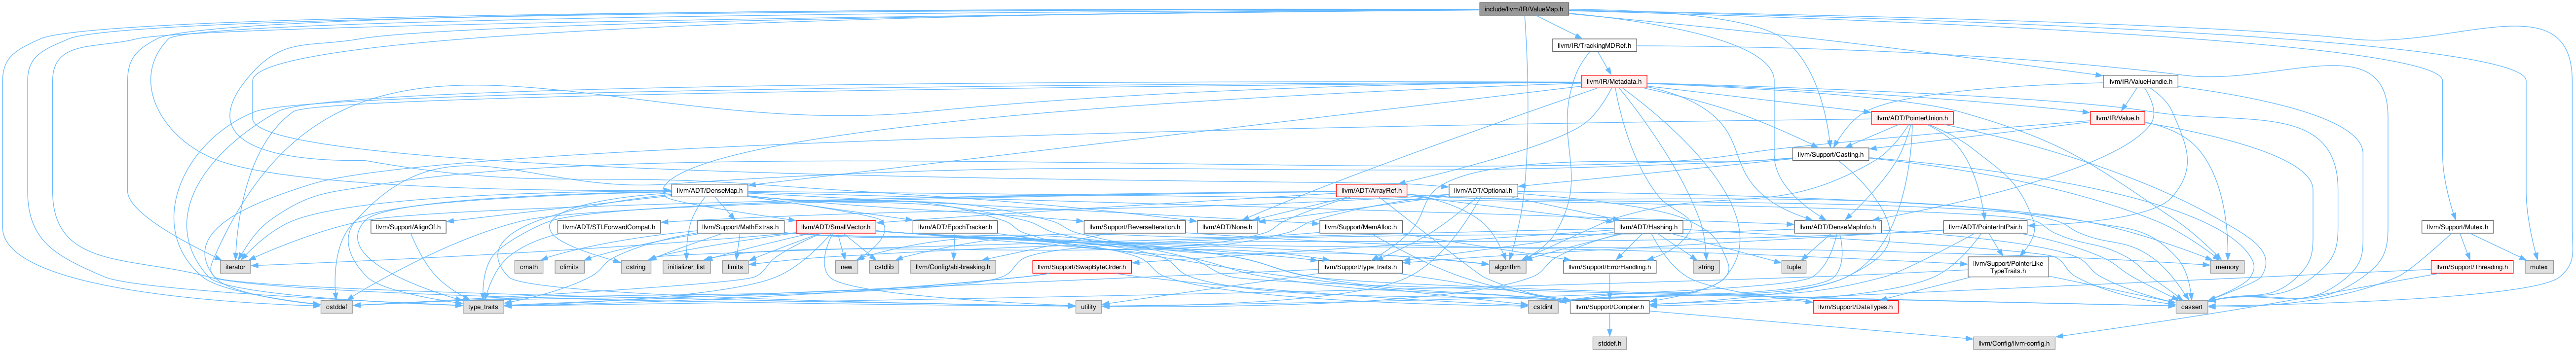 include/llvm/IR/ValueMap.h
llvm/IR/TrackingMDRef.h
llvm/IR/Metadata.h
llvm/IR/ValueHandle.h
llvm/ADT/PointerUnion.h
llvm/IR/Value.h
llvm/Support/Casting.h
llvm/ADT/DenseMap.h
llvm/ADT/ArrayRef.h
llvm/ADT/Optional.h
llvm/Support/AlignOf.h
llvm/ADT/STLForwardCompat.h
llvm/Support/MathExtras.h
llvm/ADT/SmallVector.h
llvm/ADT/EpochTracker.h
llvm/Support/ReverseIteration.h
llvm/ADT/None.h
llvm/Support/MemAlloc.h
llvm/ADT/Hashing.h
llvm/ADT/DenseMapInfo.h
llvm/ADT/PointerIntPair.h
llvm/Support/Mutex.h
iterator
cmath
climits
cstring
initializer_list
limits
new
cstdlib
llvm/Config/abi-breaking.h
llvm/Support/SwapByteOrder.h
llvm/Support/type_traits.h
algorithm
llvm/Support/ErrorHandling.h
string
tuple
llvm/Support/PointerLike
TypeTraits.h
memory
llvm/Support/Threading.h
mutex
cstddef
type_traits
utility
cstdint
llvm/Support/Compiler.h
llvm/Support/DataTypes.h
cassert
stddef.h
llvm/Config/llvm-config.h